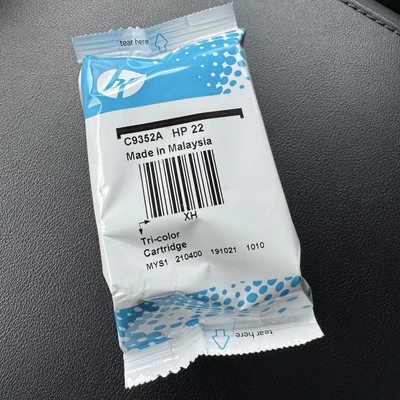 tear here
hp
C9352A HP 22
Made in Malaysia
XH
Tri-color
Cartridge
MYS1 210400 191021 1010
tear here